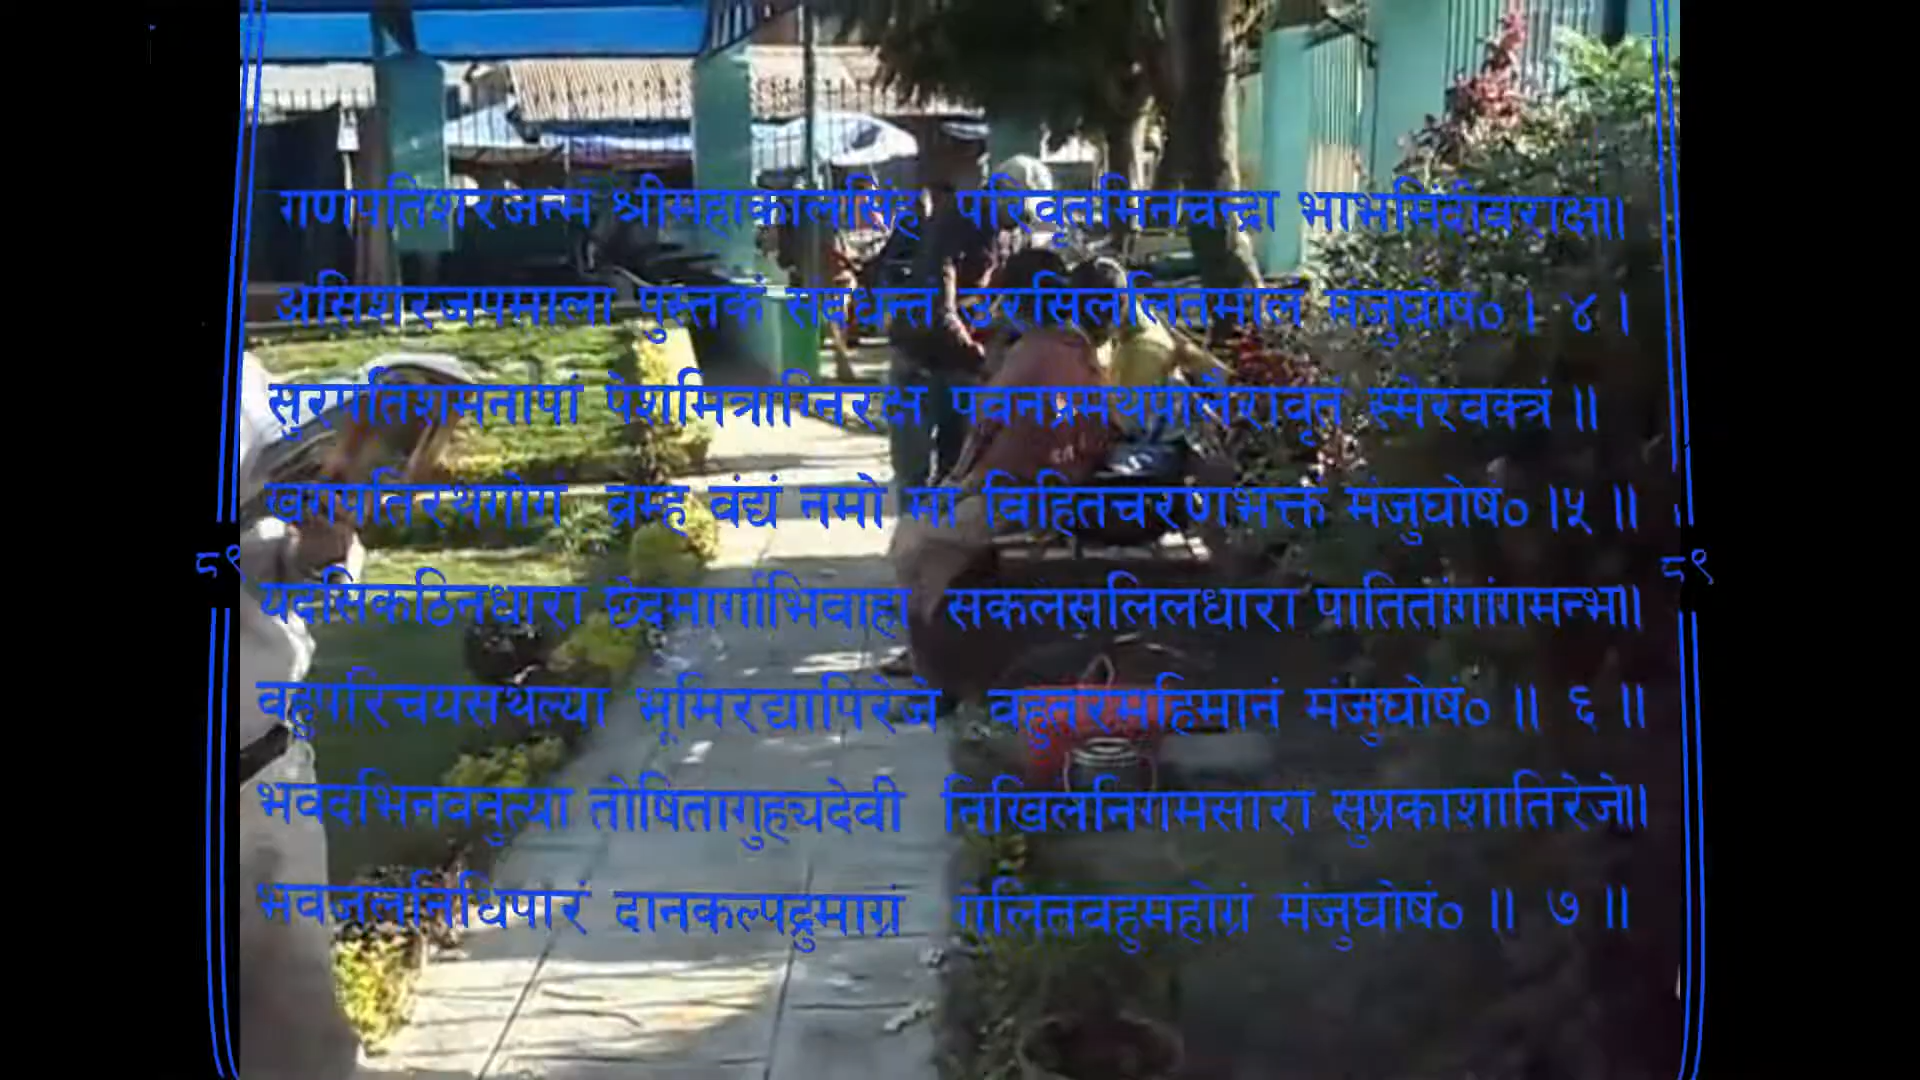 गणपतिशरजन्म श्रीमहाकालसिंह परिवृतमिनचन्द्रा भाभमिंदीवराक्ष॥
असिशरजपमाला पुस्तकं संदधन्त उरसिललितमाल मंजुघोषं० । ४ ।
सुरपतिशमनापां पेशमित्राग्निरक्ष पवनप्रमथपालैरावृतं स्मेरवक्त्रं ॥
खगपतिरथगोगं व्रम्ह वंद्यं नमो मा विहितचरणभक्तं मंजुघोषं० ।५ ॥
८९ ८९
यदसिकठिनधारा छेदमार्गाभिवाहा सकलसलिलधारा पातितांगांगमन्भा॥
वहुपरिचयसथल्या भूमिरद्यापिरेजे वहुतरमहिमानं मंजुघोषं० ॥ ६ ॥
भवदभिनवनुत्या तोषितागुह्यदेवी निखिलनिगमसारा सुप्रकाशातिरेजे॥
भवजलनिधिपारं दानकल्पद्रुमाग्रं गलितवहुमहोग्रं मंजुघोषं० ॥ ७ ॥